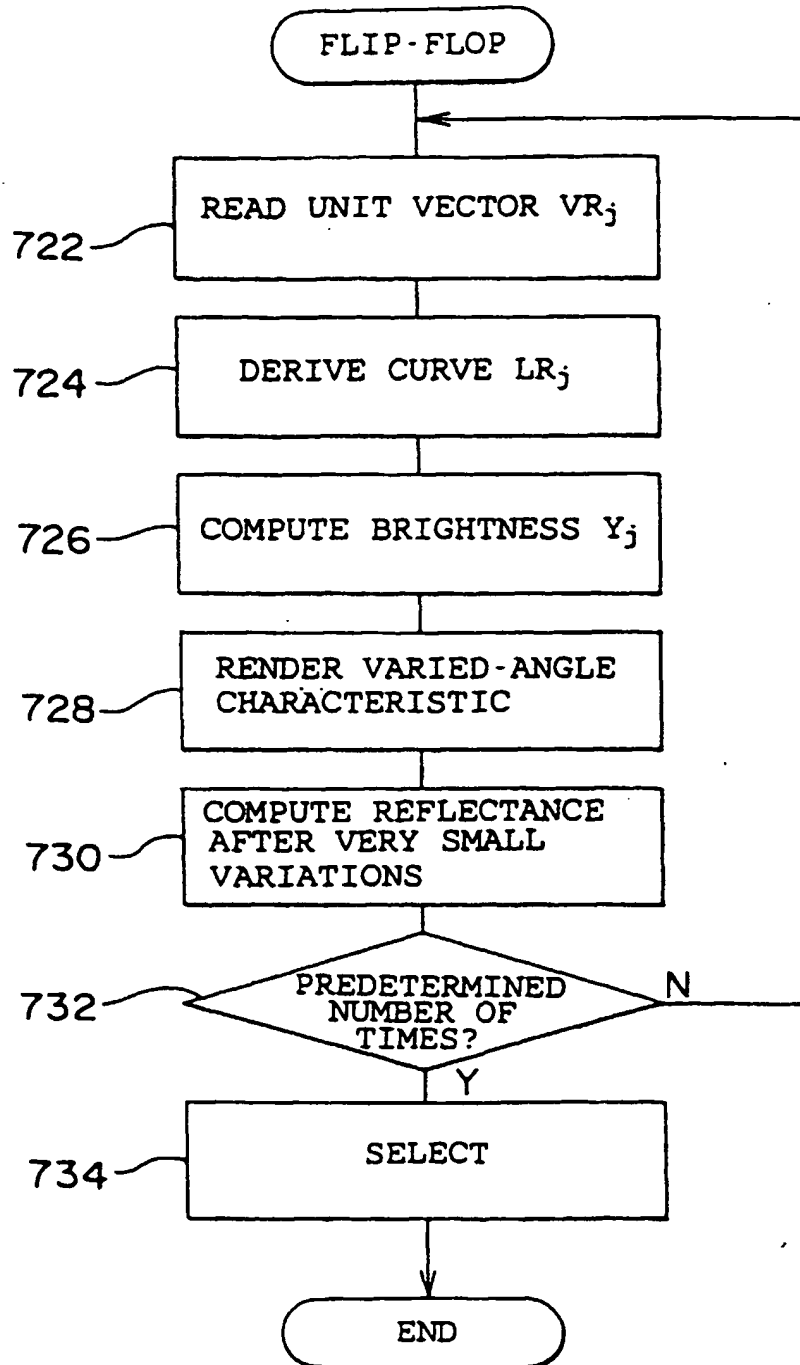 FLIP-FLOP
READ UNIT VECTOR VRj
722
DERIVE CURVE LRj
724
COMPUTE BRIGHTNESS Yj
726
RENDER VARIED-ANGLE
CHARACTERISTIC
728
COMPUTE REFLECTANCE
AFTER VERY SMALL
VARIATIONS
730
PREDETERMINED
NUMBER OF
TIMES?
732
N
Y
SELECT
734
END